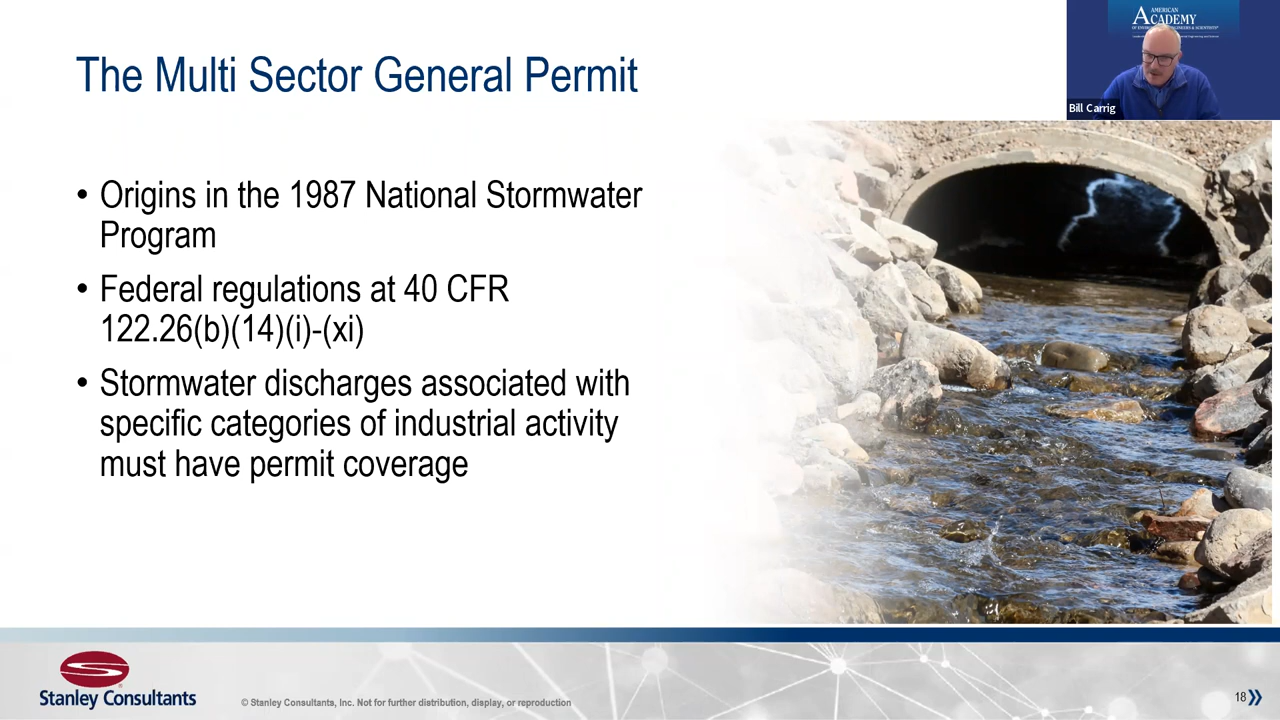 The Multi Sector General Permit
AMERICAN
ACADEMY
Bill Carrig
• Origins in the 1987 National Stormwater
Program
• Federal regulations at 40 CFR
122.26(b)(14)(i)-(xi)
• Stormwater discharges associated with
specific categories of industrial activity
must have permit coverage
Stanley Consultants
© Stanley Consultants, Inc. Not for further distribution, display, or reproduction
18